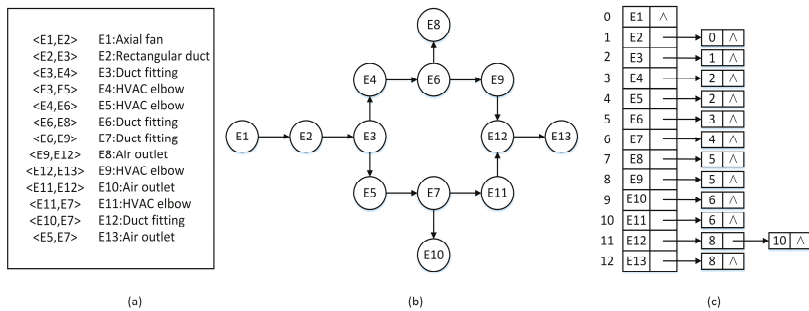 <E1,E2> E1:Axial fan
<E2,E3> E2:Rectangular duct
<E3,E4> E3:Duct fitting
<E3,E5> E4:HVAC elbow
<E4,E6> E5:HVAC elbow
<E6,E8> E6:Duct fitting
<E6,E9> E7:Duct fitting
<E9,E12> E8:Air outlet
<E12,E13> E9:HVAC elbow
<E11,E12> E10:Air outlet
<E11,E7> E11:HVAC elbow
<E10,E7> E12:Duct fitting
<E5,E7> E13:Air outlet
(a)
E8
E4 E6 E9
E1 E2 E3 E12 E13
E5 E7 E11
E10
(b)
0 E1 ∧
1 E2 0 ∧
2 E3 1 ∧
3 E4 2 ∧
4 E5 2 ∧
5 E6 3 ∧
6 E7 4 ∧
7 E8 5 ∧
8 E9 5 ∧
9 E10 6 ∧
10 E11 6 ∧
11 E12 8 10 ∧
12 E13 8 ∧
(c)